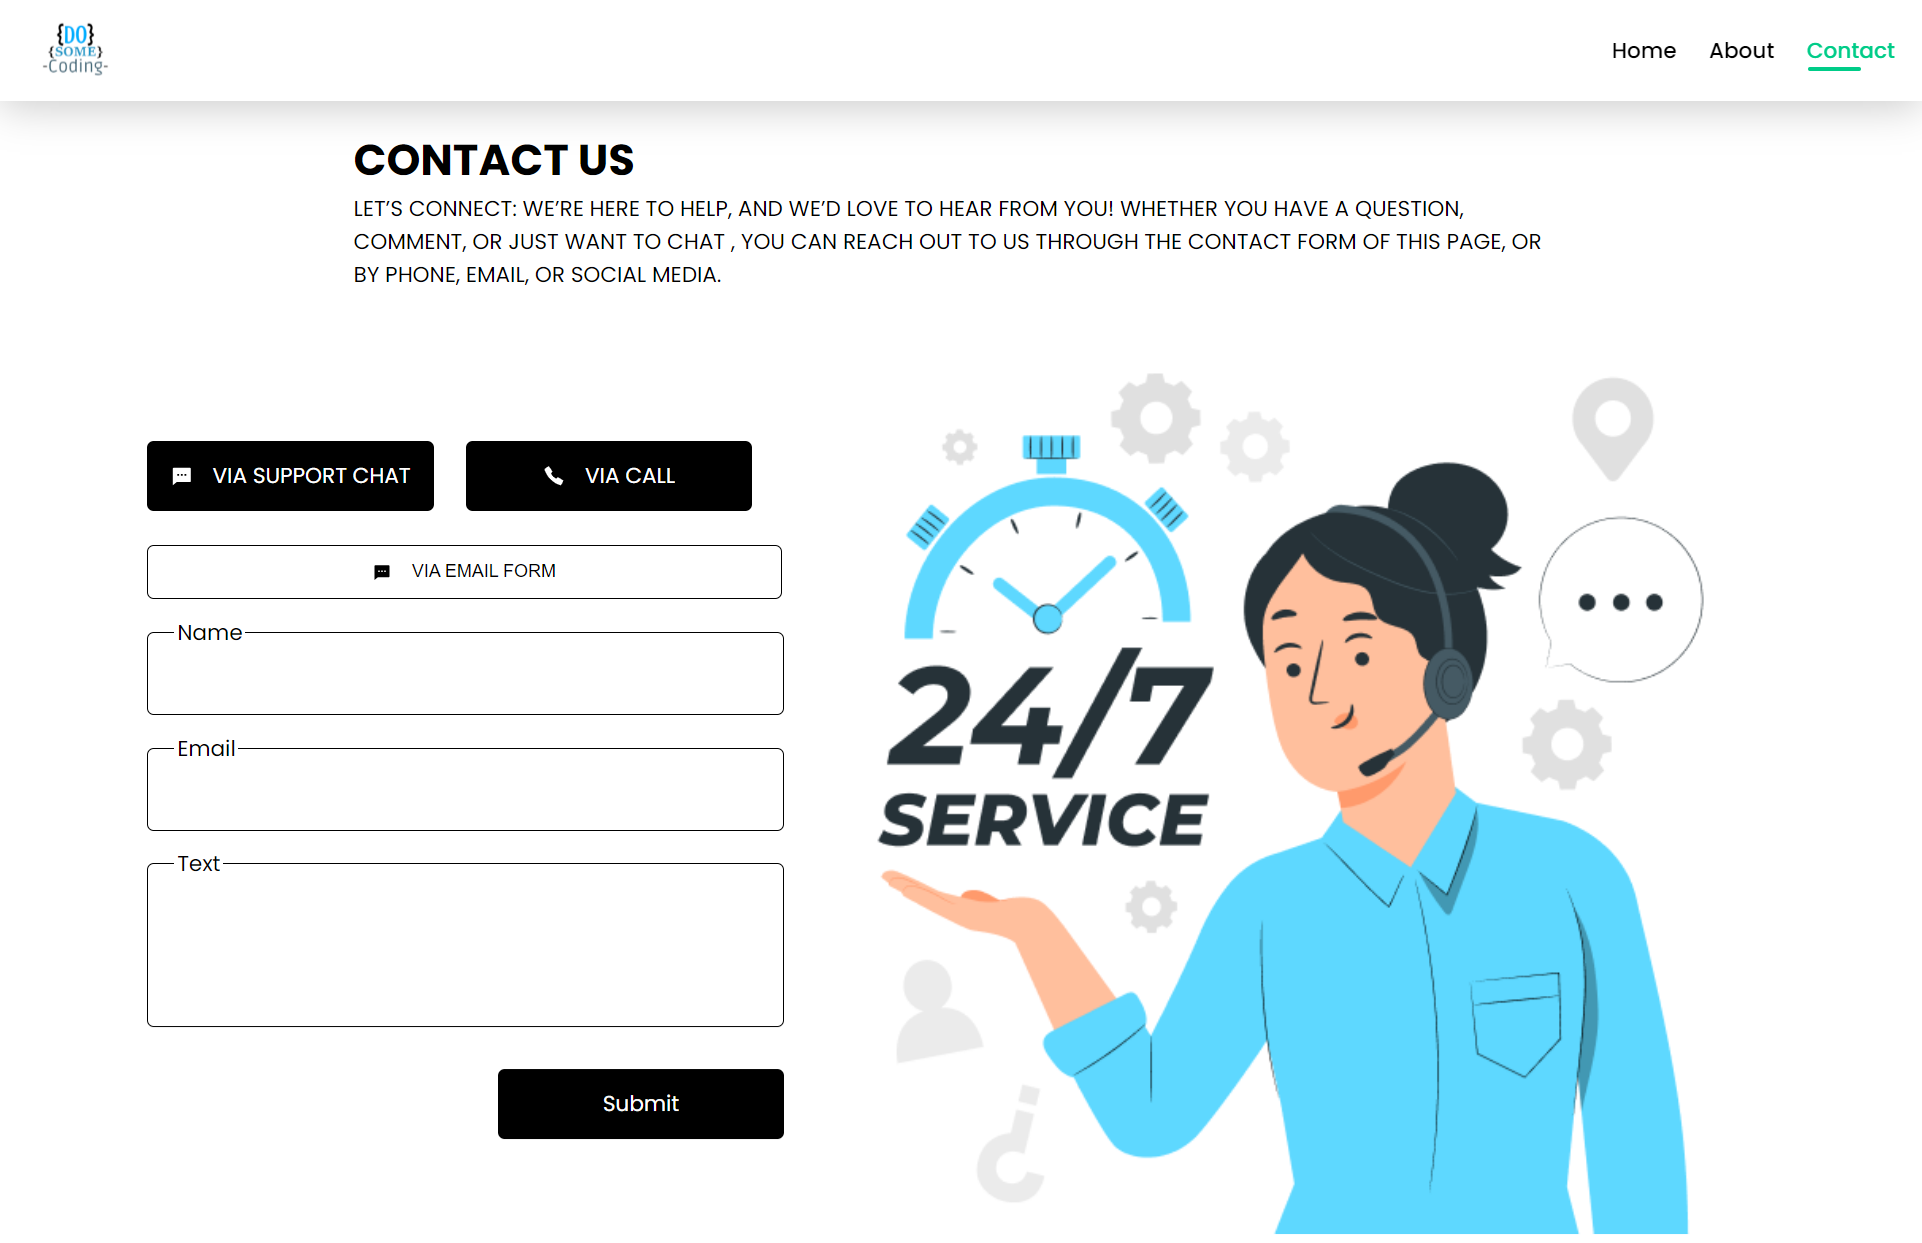 {DO}
{SOME}
-Coding-
Home About Contact
CONTACT US
LET’S CONNECT: WE’RE HERE TO HELP, AND WE’D LOVE TO HEAR FROM YOU! WHETHER YOU HAVE A QUESTION,
COMMENT, OR JUST WANT TO CHAT , YOU CAN REACH OUT TO US THROUGH THE CONTACT FORM OF THIS PAGE, OR
BY PHONE, EMAIL, OR SOCIAL MEDIA.
VIA SUPPORT CHAT
VIA CALL
VIA EMAIL FORM
Name
Email
Text
Submit
24/7
SERVICE